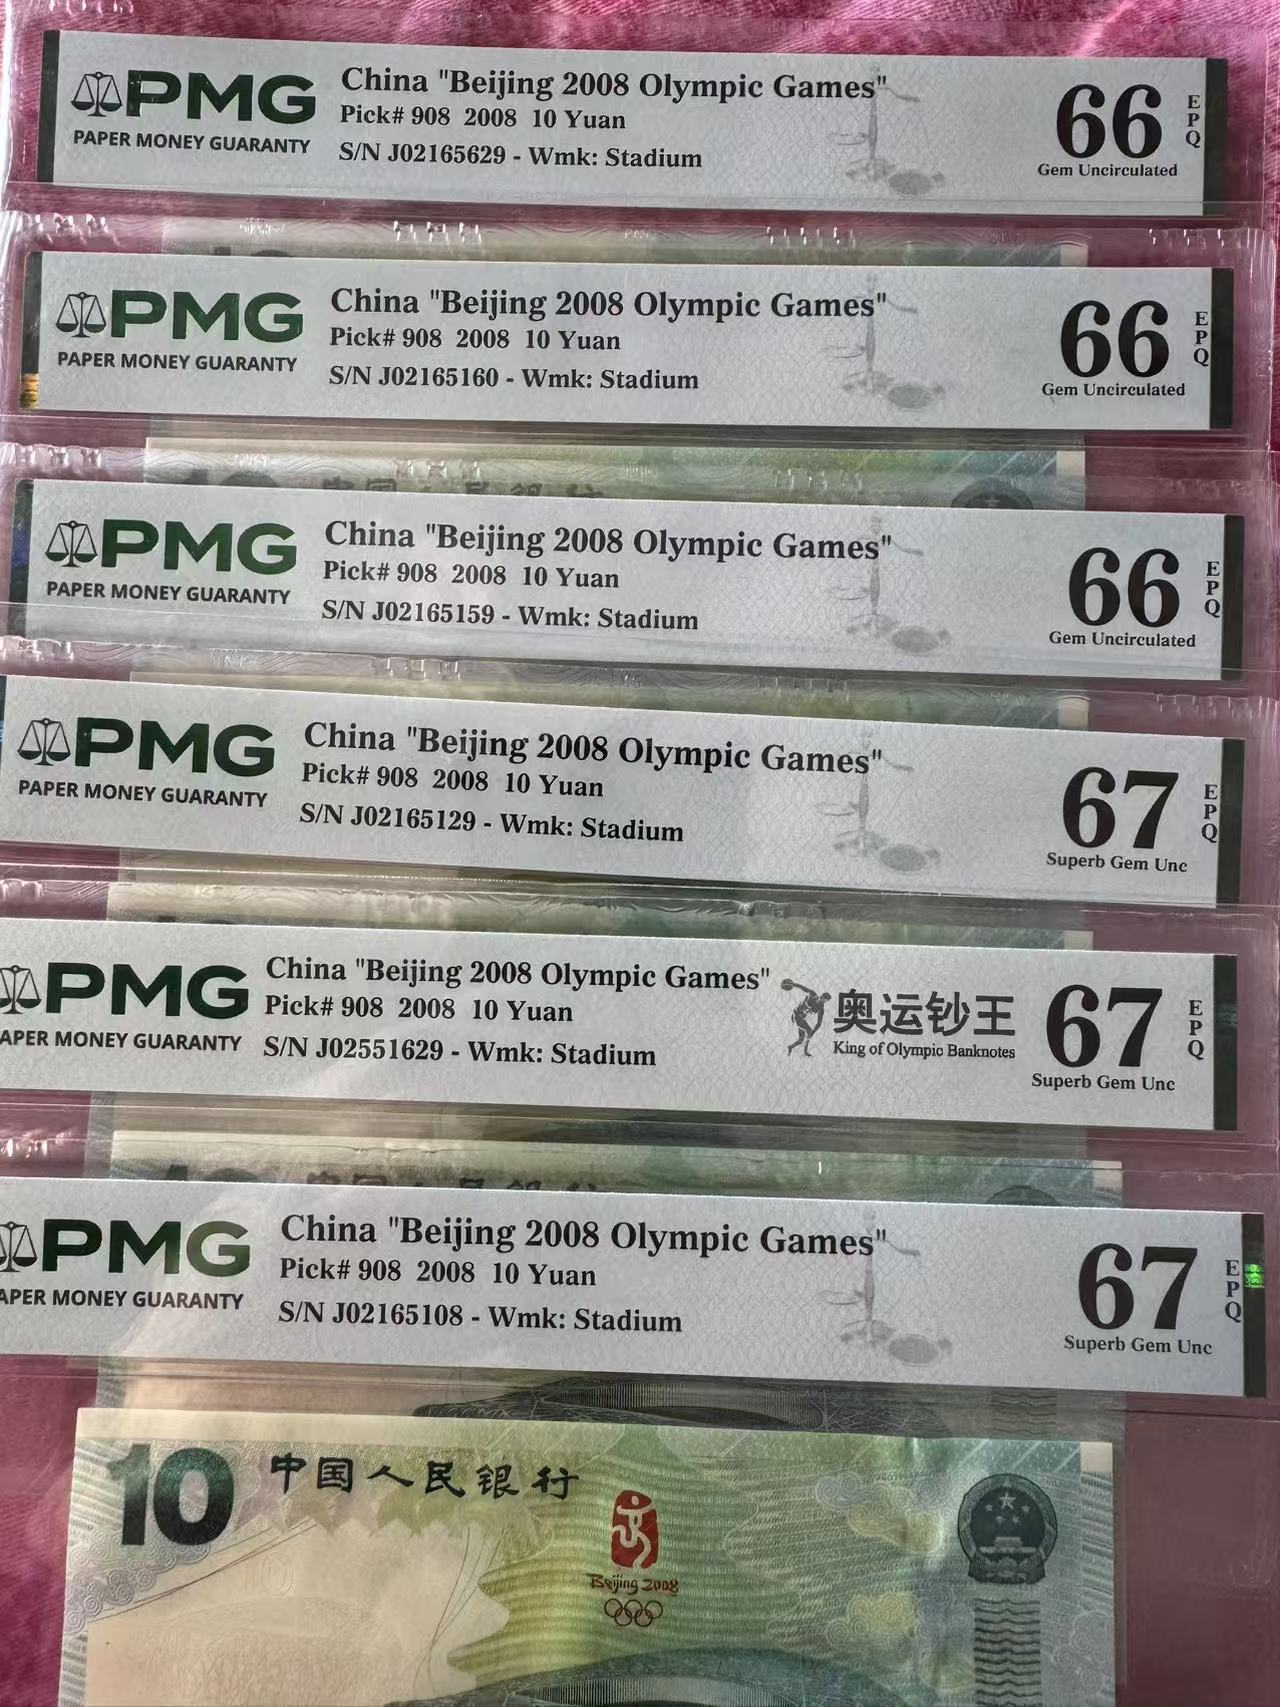 PMG
PAPER MONEY GUARANTY
China "Beijing 2008 Olympic Games"
Pick# 908 2008 10 Yuan
S/N J02165629 - Wmk: Stadium
66
EPQ
Gem Uncirculated
PMG
PAPER MONEY GUARANTY
China "Beijing 2008 Olympic Games"
Pick# 908 2008 10 Yuan
S/N J02165160 - Wmk: Stadium
66
EPQ
Gem Uncirculated
PMG
PAPER MONEY GUARANTY
China "Beijing 2008 Olympic Games"
Pick# 908 2008 10 Yuan
S/N J02165159 - Wmk: Stadium
66
EPQ
Gem Uncirculated
PMG
PAPER MONEY GUARANTY
China "Beijing 2008 Olympic Games"
Pick# 908 2008 10 Yuan
S/N J02165129 - Wmk: Stadium
67
EPQ
Superb Gem Unc
PMG
APER MONEY GUARANTY
China "Beijing 2008 Olympic Games"
Pick# 908 2008 10 Yuan
S/N J02551629 - Wmk: Stadium
奥运钞王
King of Olympic Banknotes
67
EPQ
Superb Gem Unc
PMG
APER MONEY GUARANTY
China "Beijing 2008 Olympic Games"
Pick# 908 2008 10 Yuan
S/N J02165108 - Wmk: Stadium
67
EPQ
Superb Gem Unc
10
中国人民银行
Beijing 2008